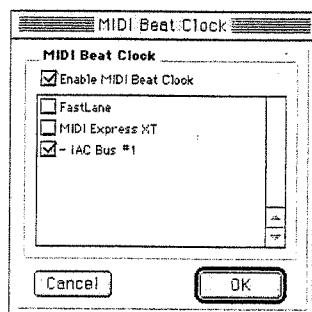 MIDI Beat Clock
MIDI Beat Clock
Enable MIDI Beat Clock
FastLane
MIDI Express XT
- IAC Bus #1
Cancel
OK